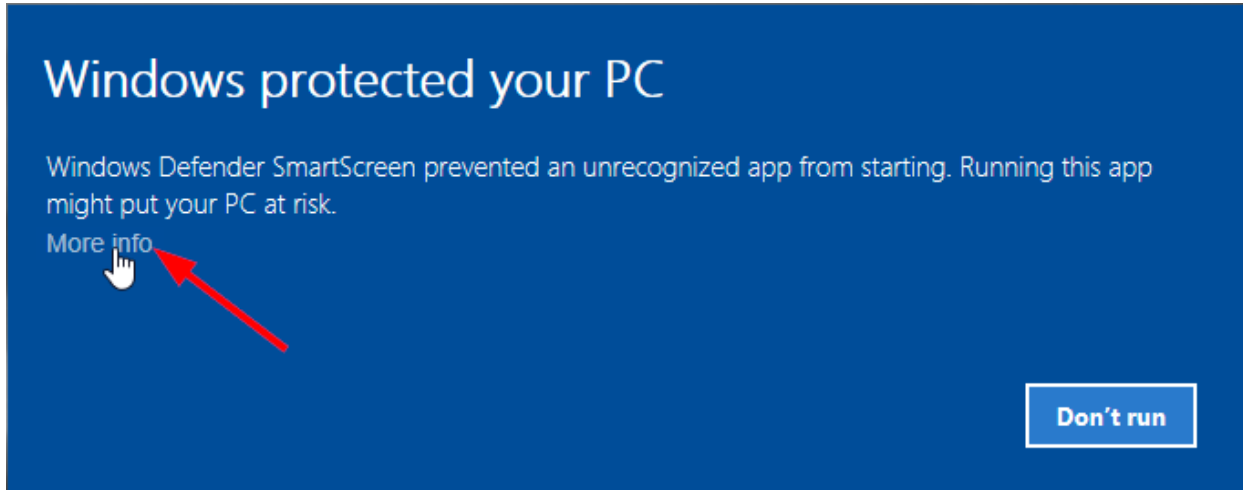 Windows protected your PC
Windows Defender SmartScreen prevented an unrecognized app from starting. Running this app
might put your PC at risk.
More info
Don't run